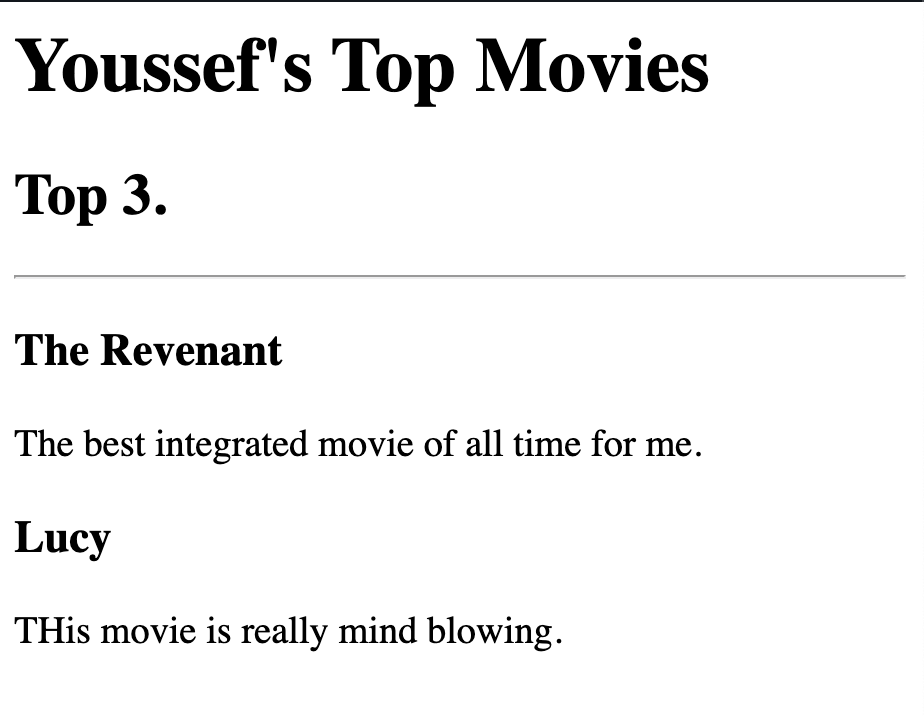 Youssef's Top Movies
Top 3.
The Revenant
The best integrated movie of all time for me.
Lucy
THis movie is really mind blowing.